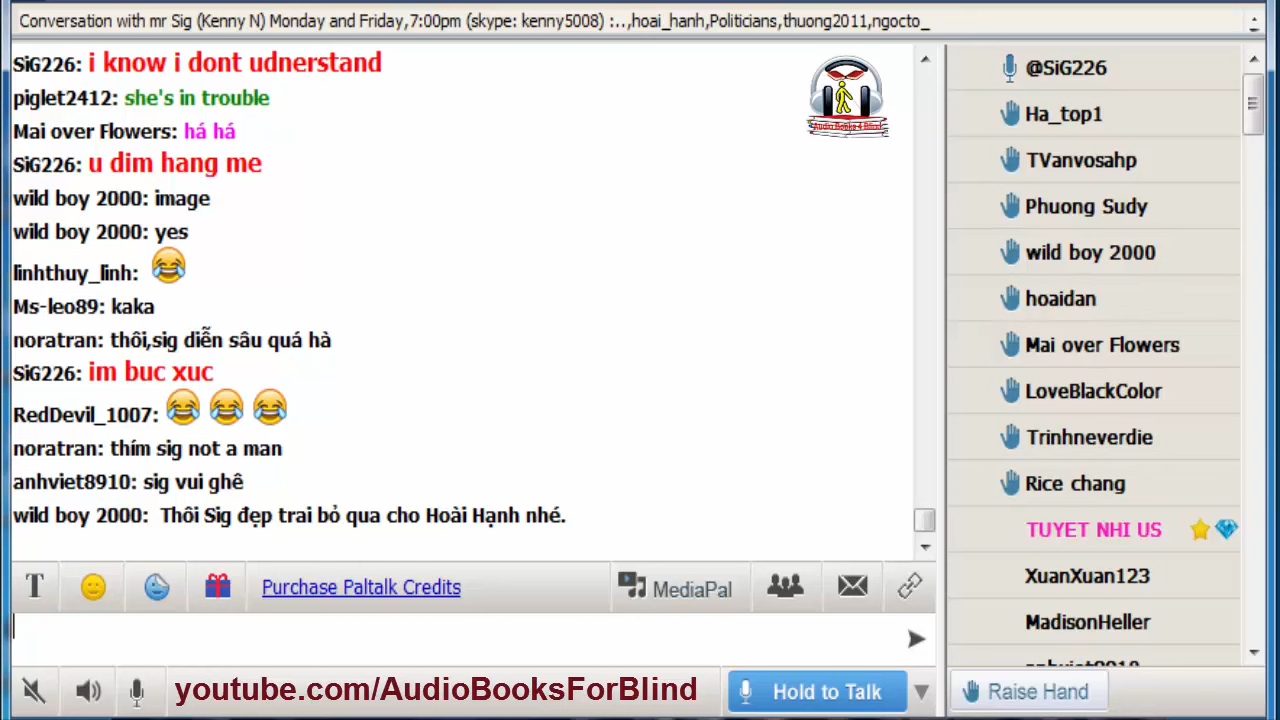 Conversation with mr Sig (Kenny N) Monday and Friday,7:00pm (skype: kenny5008) :..,hoai_hanh,Politicians,thuong2011,ngocto_
SiG226: i know i dont udnerstand
piglet2412: she's in trouble
Mai over Flowers: há há
SiG226: u dim hang me
wild boy 2000: image
wild boy 2000: yes
linhthuy_linh:
Ms-leo89: kaka
noratran: thôi,sig diễn sâu quá hà
SiG226: im buc xuc
RedDevil_1007:
noratran: thím sig not a man
anhviet8910: sig vui ghê
wild boy 2000: Thôi Sig đẹp trai bỏ qua cho Hoài Hạnh nhé.
Audio Books 4 Blind
@SiG226
Ha_top1
TVanvosahp
Phuong Sudy
wild boy 2000
hoaidan
Mai over Flowers
LoveBlackColor
Trinhneverdie
Rice chang
TUYET NHI US
XuanXuan123
MadisonHeller
anhviet8910
T
Purchase Paltalk Credits
MediaPal
youtube.com/AudioBooksForBlind
Hold to Talk
Raise Hand